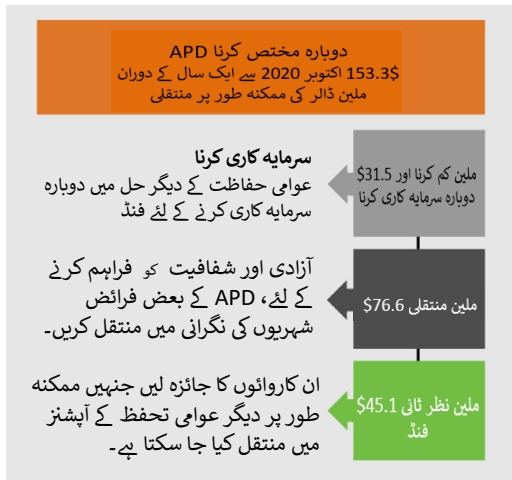 دوبارہ مختص کرنا APD
153.3$ اکتوبر 2020 سے ایک سال کے دوران
ملین ڈالر کی ممکنہ طور پر منتقلی
ملین کم کرنا اور 31.5$
دوبارہ سرمایہ کاری کرنا
سرمایہ کاری کرنا
عوامی حفاظت کے دیگر حل میں دوبارہ
سرمایہ کاری کرنے کے لئے فنڈ
ملین منتقلی 76.6$
آزادی اور شفافیت کو فراہم کرنے
کے لئے، APD کے بعض فرائض
شہریوں کی نگرانی میں منتقل کریں۔
ملین نظر ثانی 45.1$
فنڈ
ان کاروائوں کا جائزہ لیں جنہیں ممکنہ
طور پر دیگر عوامی تحفظ کے آپشنز
میں منتقل کیا جا سکتا ہے۔